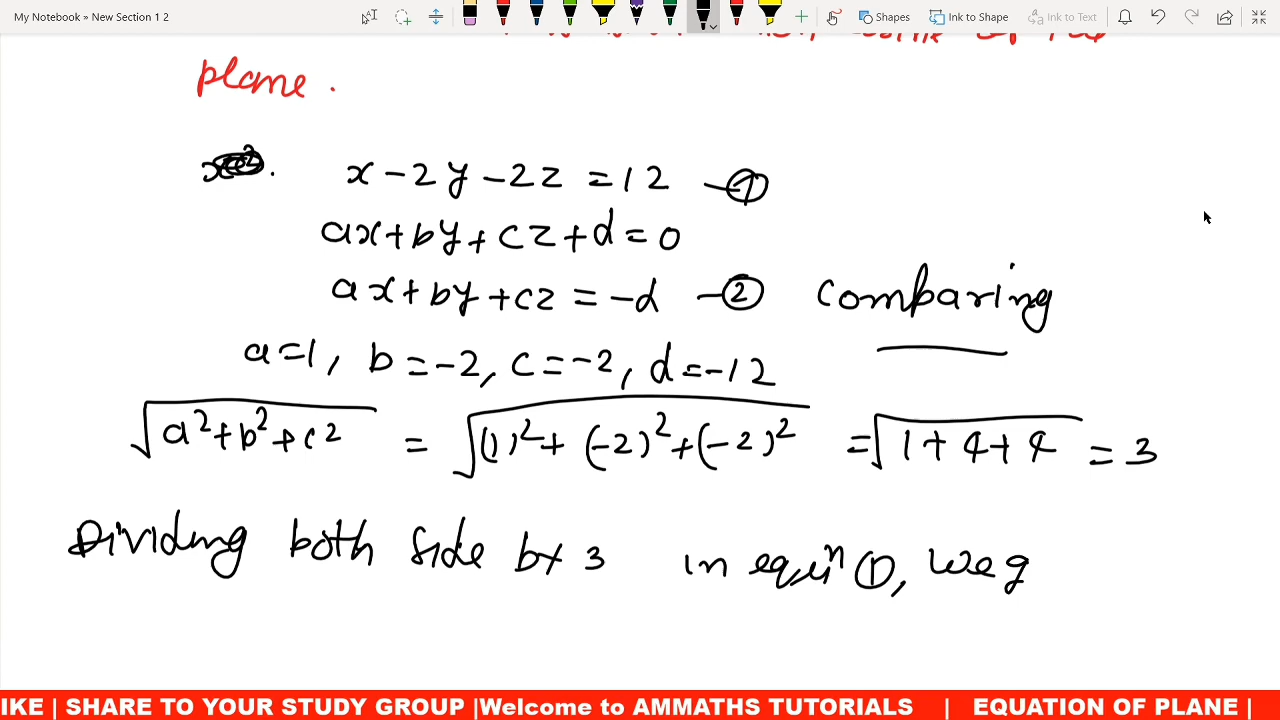 My Notebook » New Section 1 2
Shapes Ink to Shape Ink to Text
plane.
x - 2y - 2z = 12 —①
ax + by + cz + d = 0
ax + by + cz = -d —② comparing
a = 1, b = -2, c = -2, d = -12
√(a² + b² + c²) = √((1)² + (-2)² + (-2)²) = √(1 + 4 + 4) = 3
Dividing both side by 3 in equⁿ ①, we g
IKE | SHARE TO YOUR STUDY GROUP |Welcome to AMMATHS TUTORIALS | EQUATION OF PLANE |